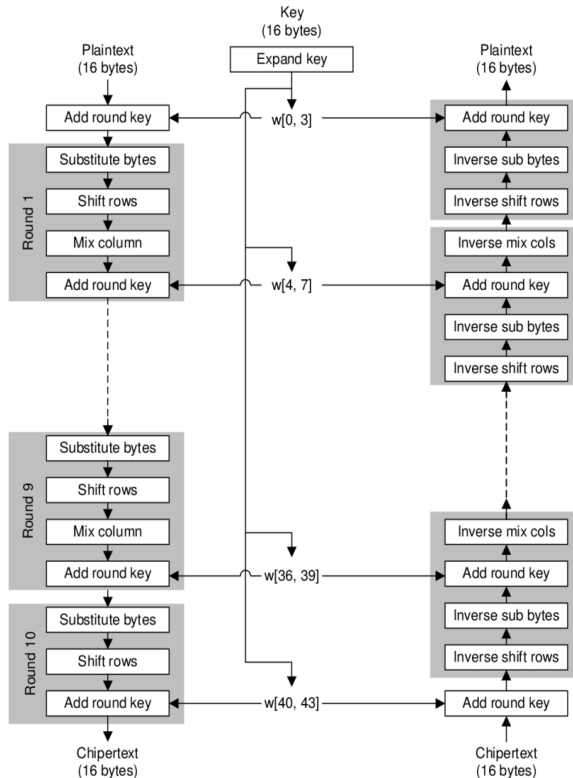 Key
(16 bytes)
Expand key
Plaintext
(16 bytes)
Add round key
Round 1
Substitute bytes
Shift rows
Mix column
Add round key
Round 9
Substitute bytes
Shift rows
Mix column
Add round key
Round 10
Substitute bytes
Shift rows
Add round key
Chipertext
(16 bytes)
w[0, 3]
w[4, 7]
w[36, 39]
w[40, 43]
Plaintext
(16 bytes)
Add round key
Inverse sub bytes
Inverse shift rows
Inverse mix cols
Add round key
Inverse sub bytes
Inverse shift rows
Inverse mix cols
Add round key
Inverse sub bytes
Inverse shift rows
Add round key
Chipertext
(16 bytes)